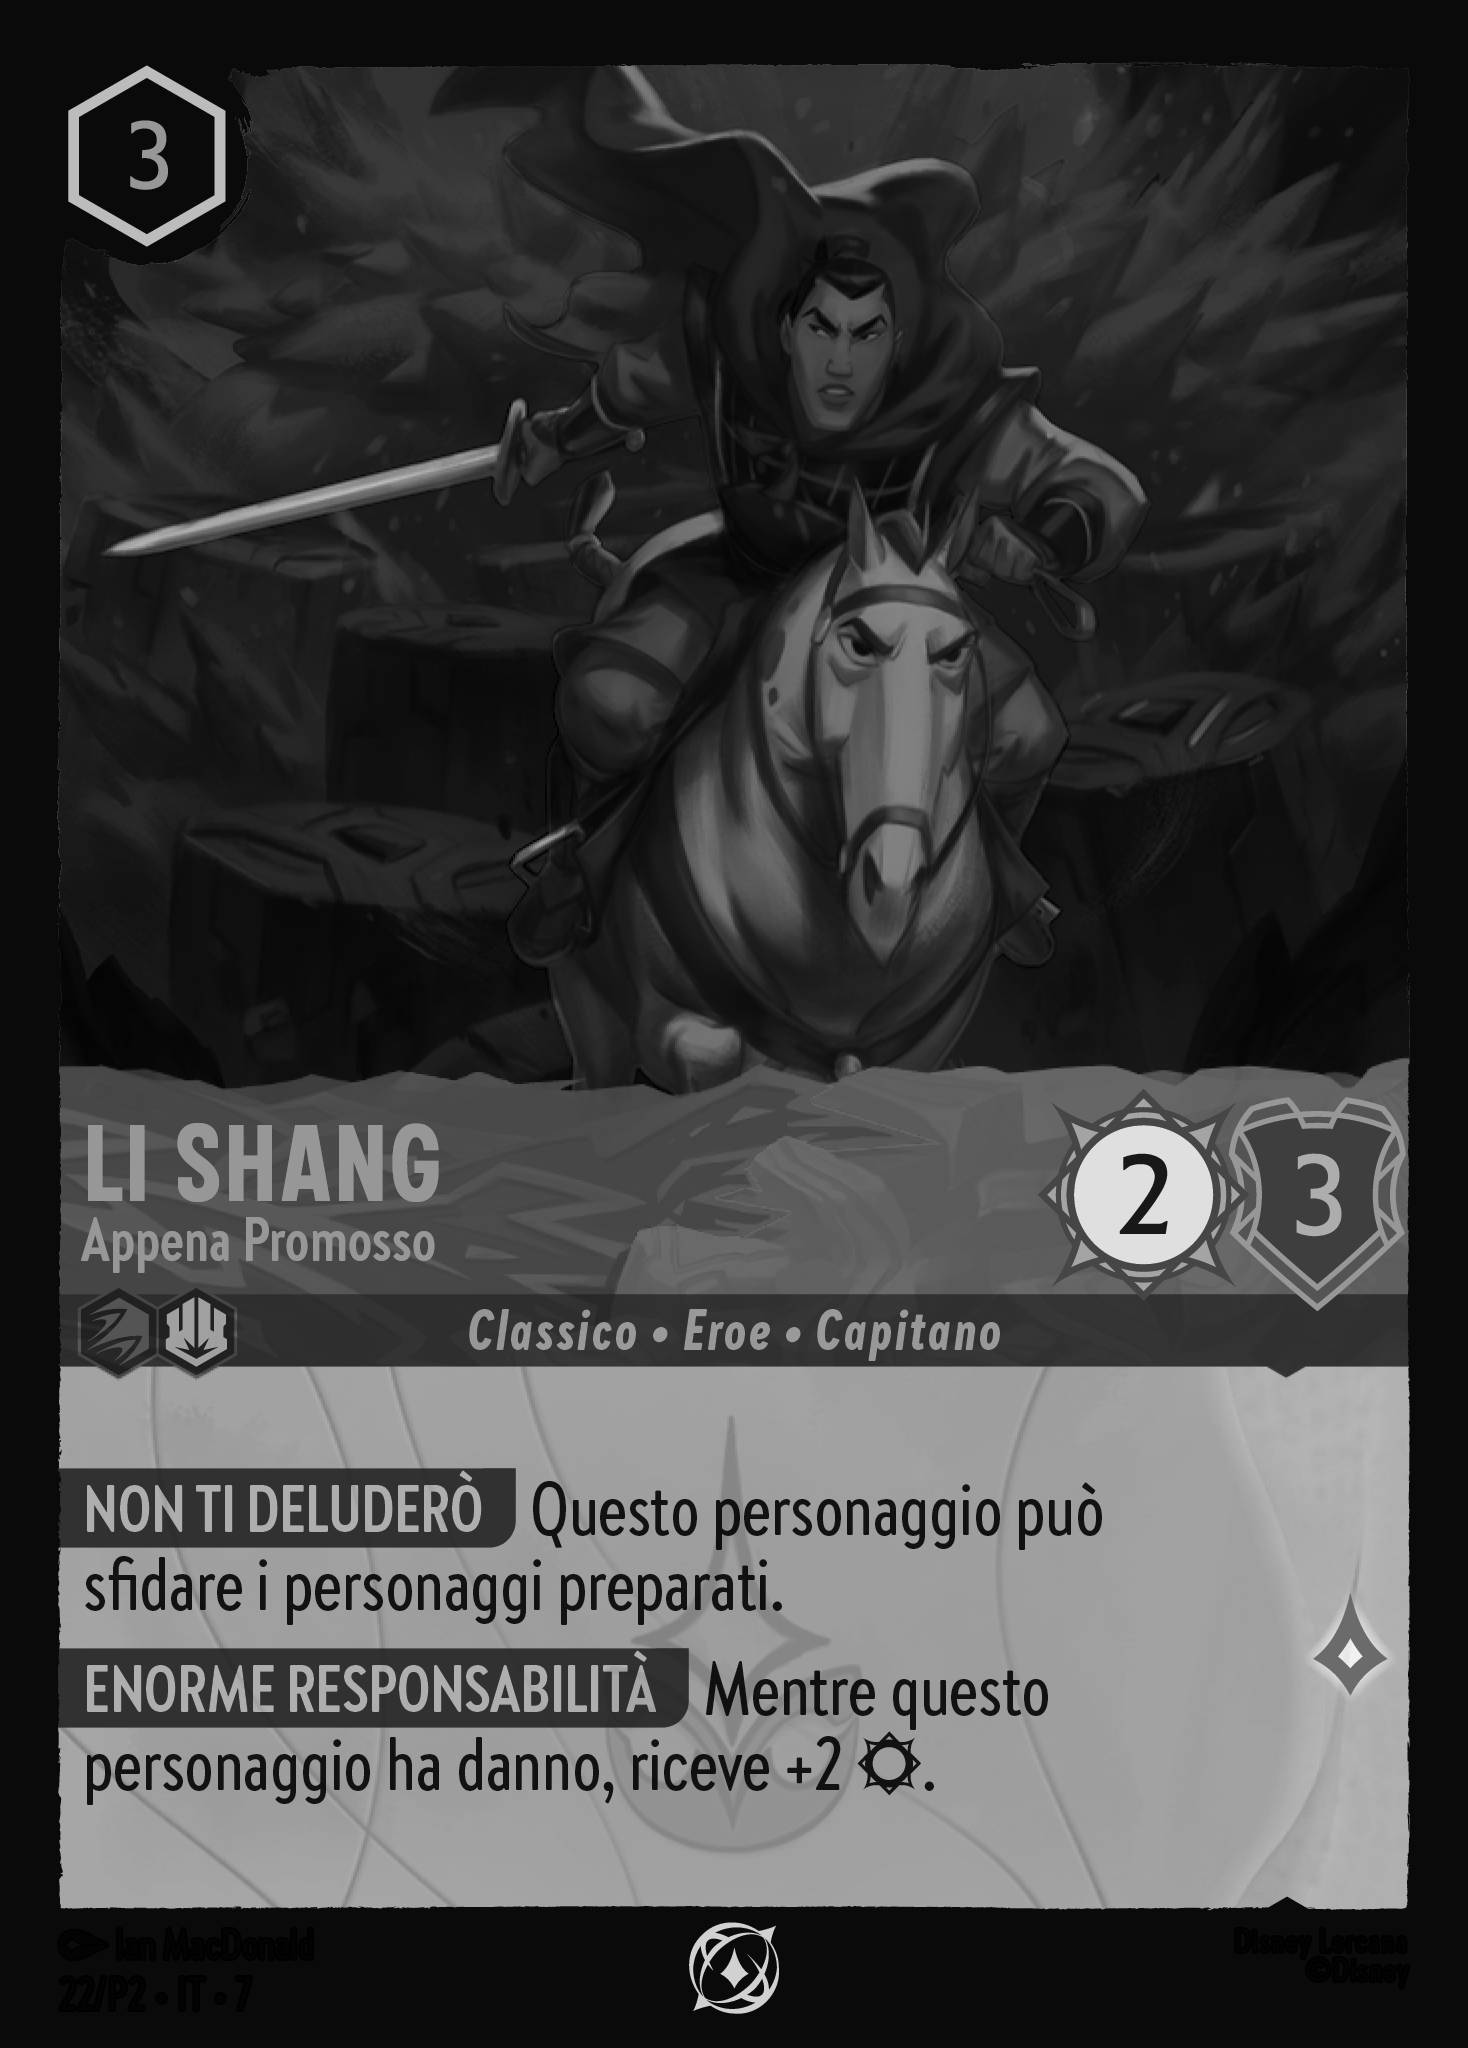 3
LI SHANG
Appena Promosso
2 3
Classico • Eroe • Capitano
NON TI DELUDERÒ Questo personaggio può
sfidare i personaggi preparati.
ENORME RESPONSABILITÀ Mentre questo
personaggio ha danno, riceve +2 .
Ian MacDonald
22/P2 • IT • 7
Disney Lorcana
©Disney